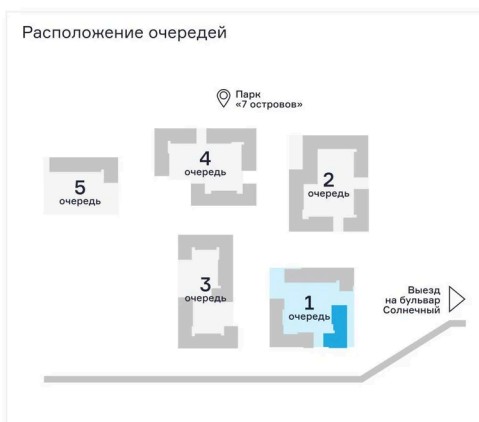 Расположение очередей
Парк
«7 островов»
4
очередь
2
очередь
5
очередь
3
очередь
1
очередь
Выезд
на бульвар
Солнечный